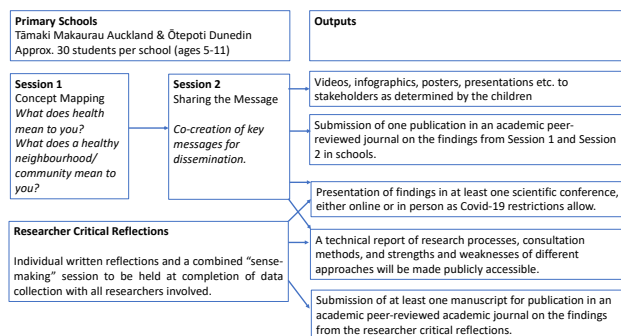 Primary Schools
Tāmaki Makaurau Auckland & Ōtepoti Dunedin
Approx. 30 students per school (ages 5-11)
Outputs
Session 1
Concept Mapping
What does health
mean to you?
What does a healthy
neighbourhood/
community mean to
you?
Session 2
Sharing the Message
Co-creation of key
messages for
dissemination.
Videos, infographics, posters, presentations etc. to
stakeholders as determined by the children
Submission of one publication in an academic peer-
reviewed journal on the findings from Session 1 and Session
2 in schools.
Presentation of findings in at least one scientific conference,
either online or in person as Covid-19 restrictions allow.
Researcher Critical Reflections
Individual written reflections and a combined “sense-
making” session to be held at completion of data
collection with all researchers involved.
A technical report of research processes, consultation
methods, and strengths and weaknesses of different
approaches will be made publicly accessible.
Submission of at least one manuscript for publication in an
academic peer-reviewed academic journal on the findings
from the researcher critical reflections.